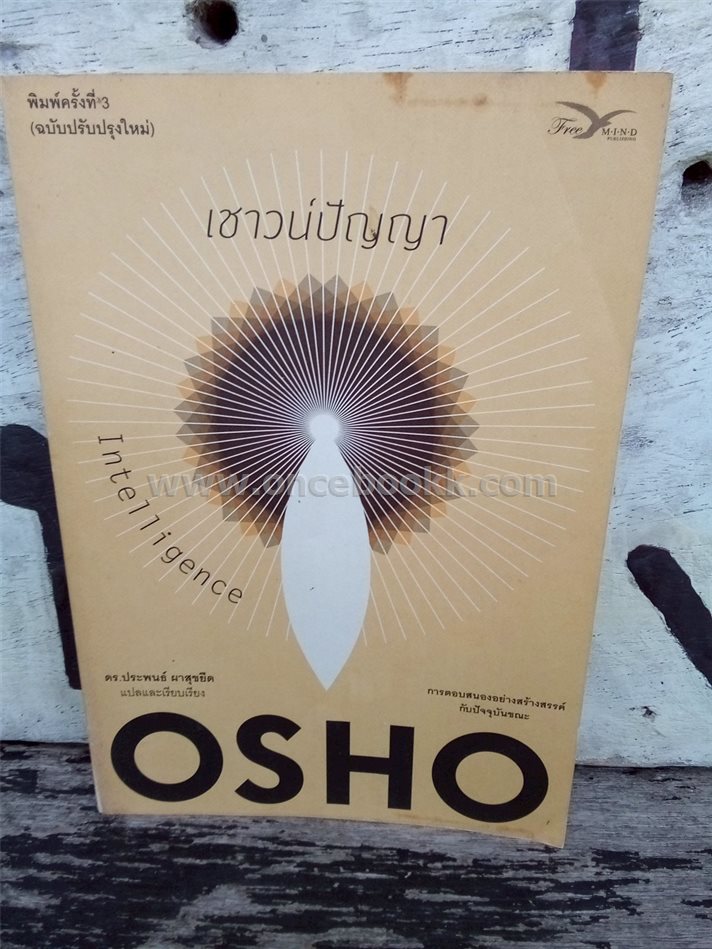 พิมพ์ครั้งที่ 3
(ฉบับปรับปรุงใหม่)
Free MIND
PUBLISHING
เชาวน์ปัญญา
Intelligence
www.oncebookk.com
ดร.ประพนธ์ ผาสุขยืด
แปลและเรียบเรียง
การตอบสนองอย่างสร้างสรรค์
กับปัจจุบันขณะ
OSHO